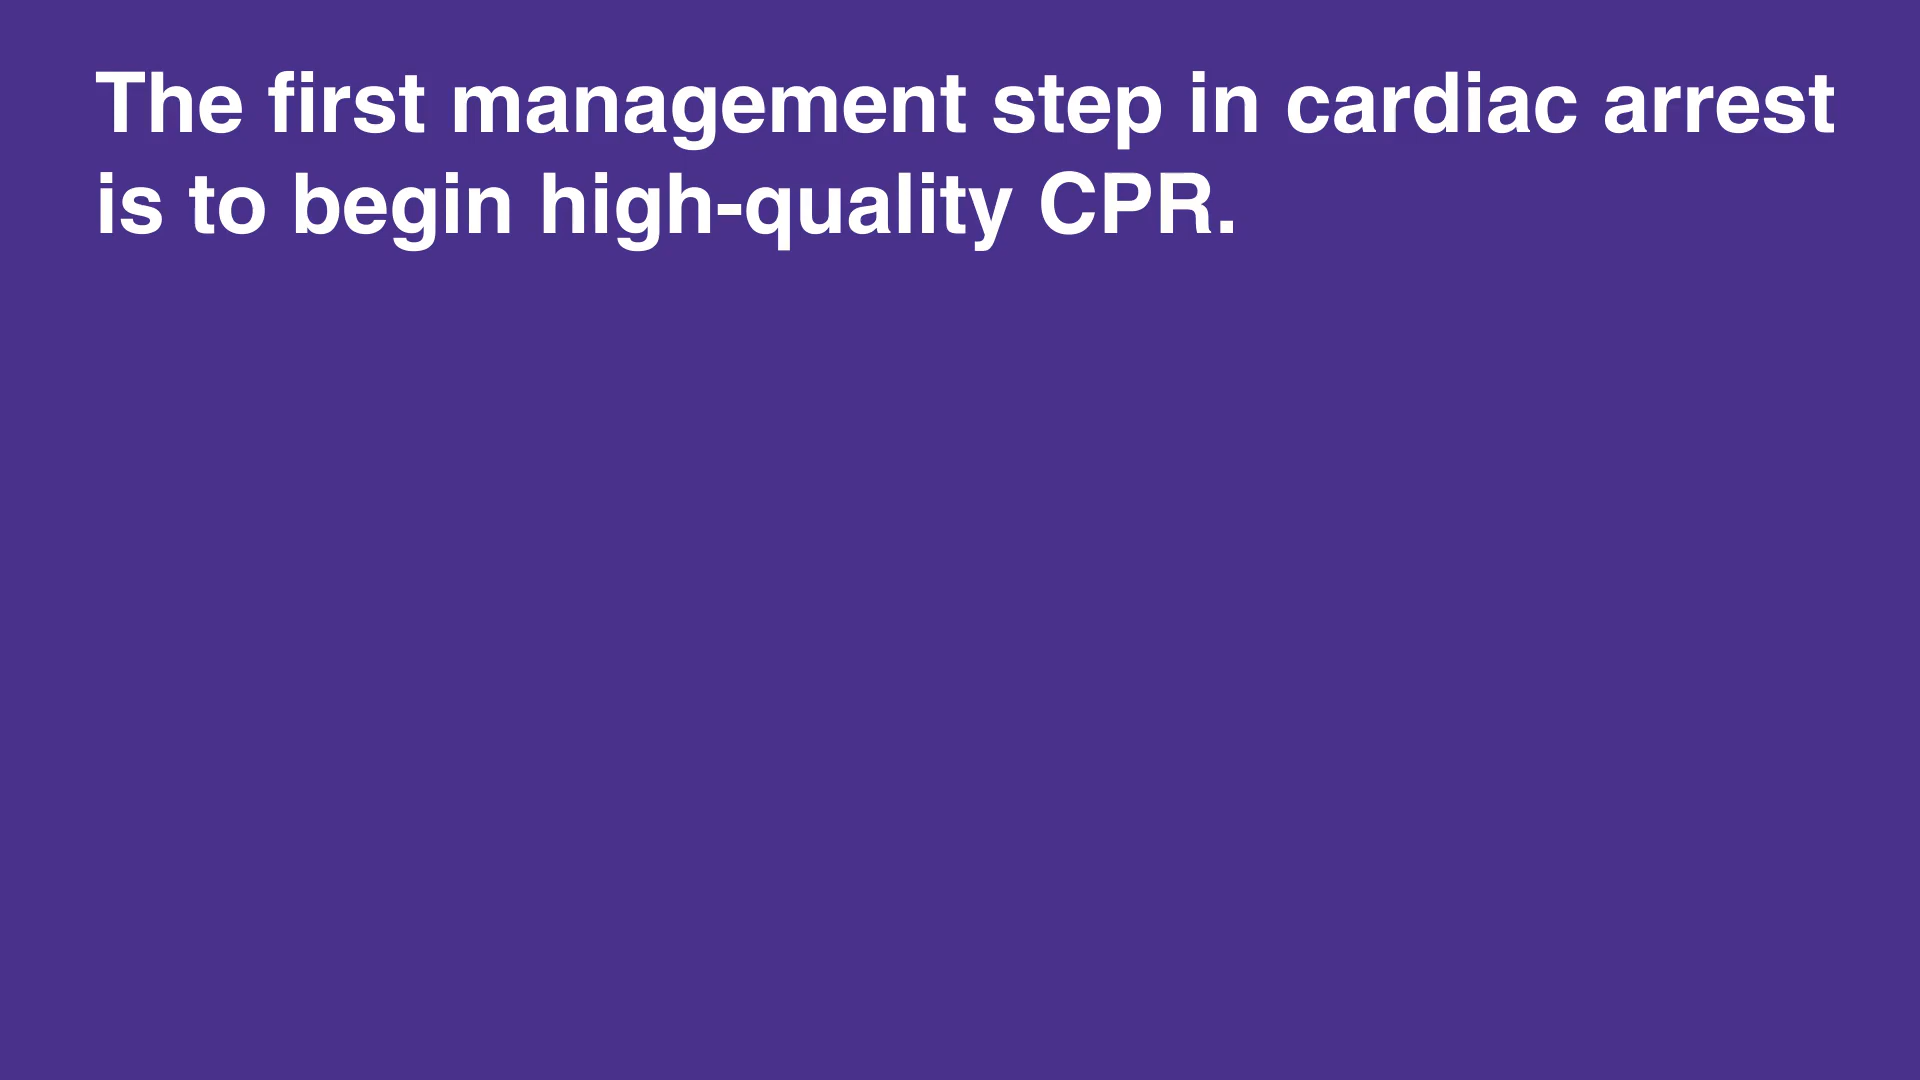 The first management step in cardiac arrest
is to begin high-quality CPR.